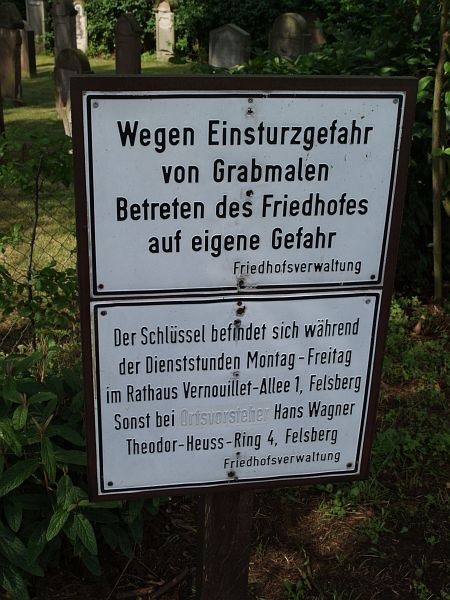 Wegen Einsturzgefahr
von Grabmalen
Betreten des Friedhofes
auf eigene Gefahr
Friedhofsverwaltung
Der Schlüssel befindet sich während
der Dienststunden Montag-Freitag
im Rathaus Vernouillet-Allee 1, Felsberg
Sonst bei Ortsvorsteher Hans Wagner
Theodor-Heuss-Ring 4, Felsberg
Friedhofsverwaltung